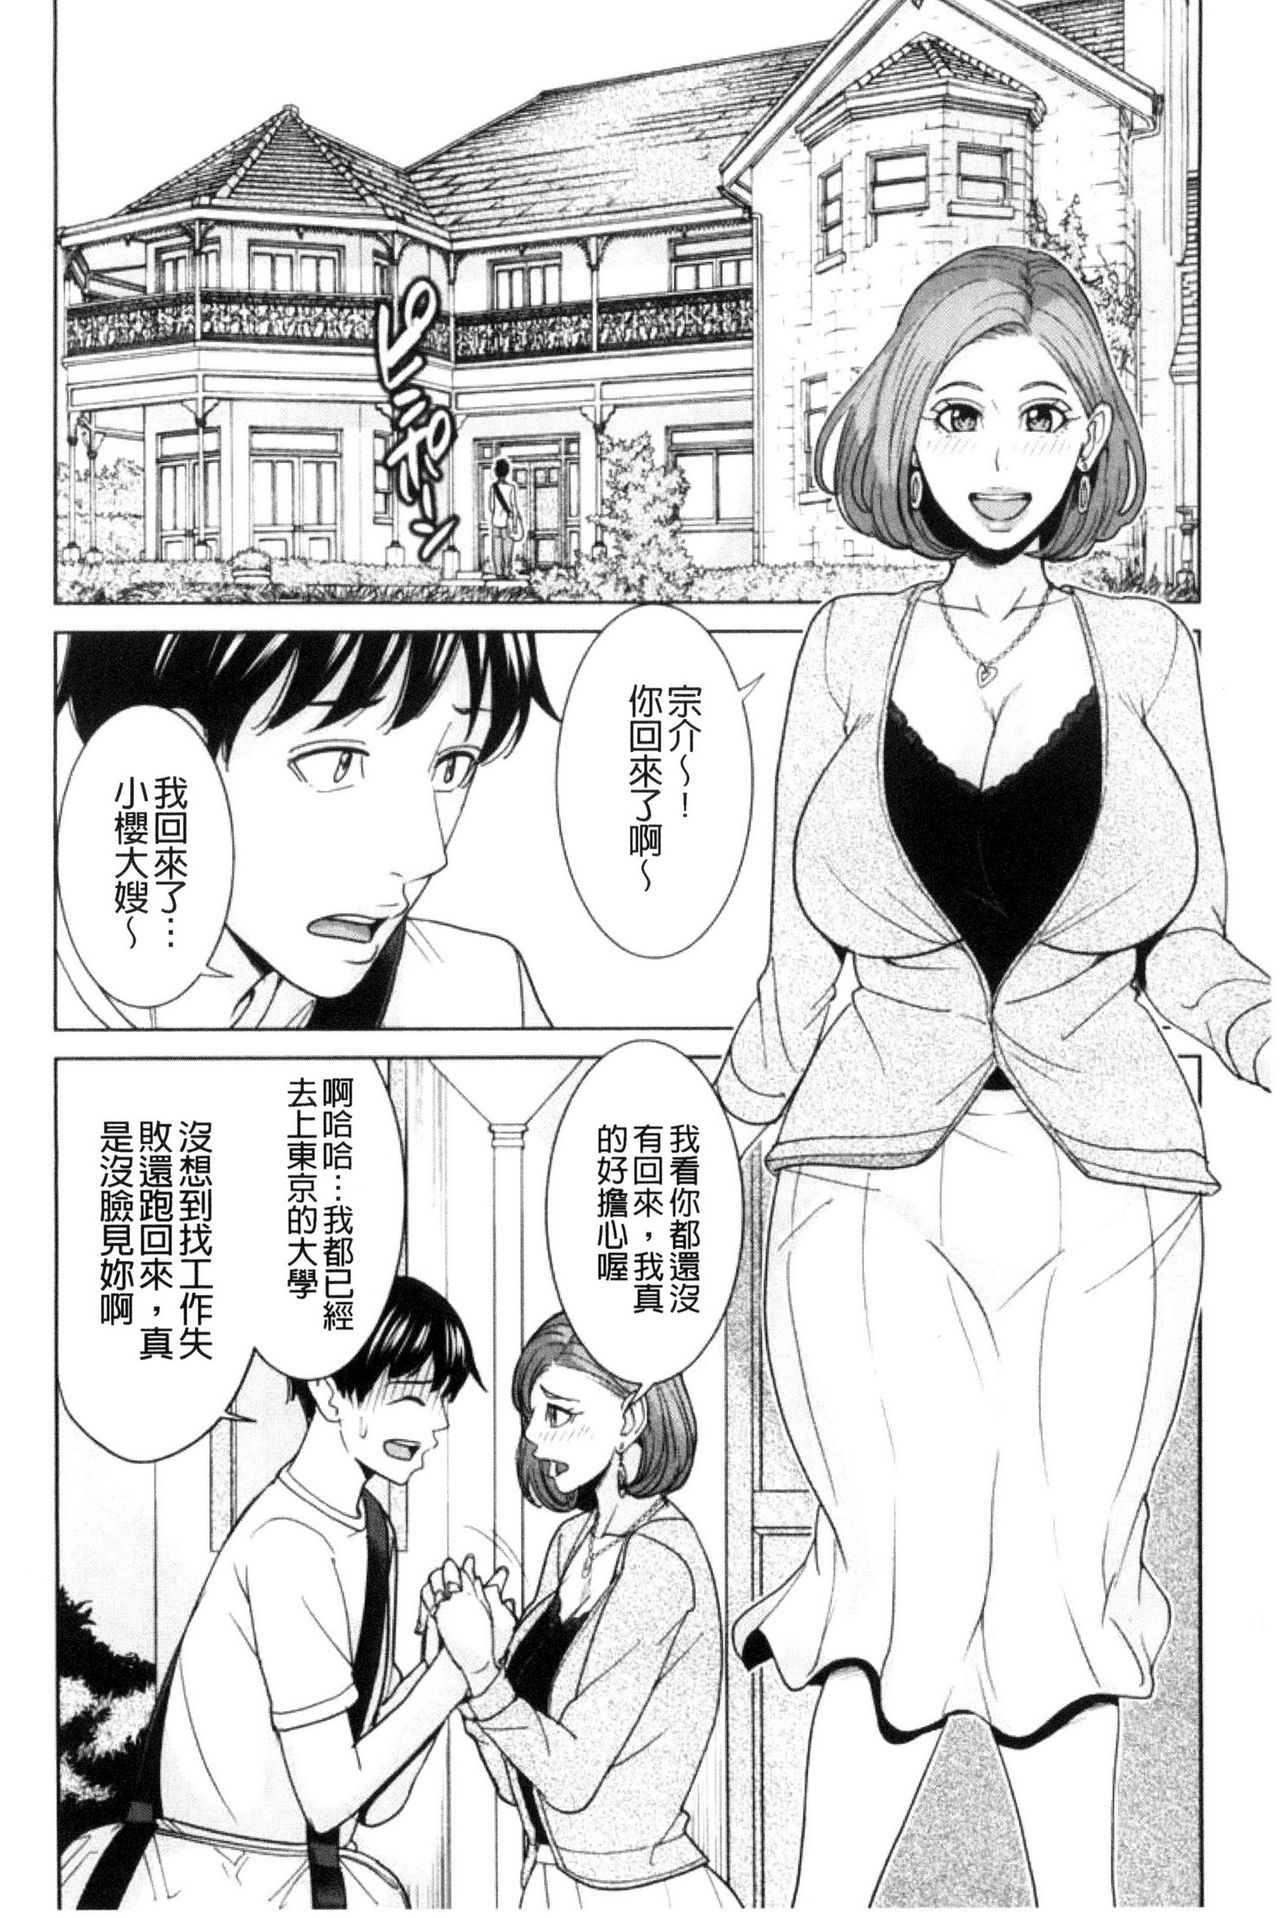 ピンポーン
宗介～！
你回來了啊～
我回來了…
小櫻大嫂～
我看你都還沒
有回來，我真
的好擔心喔
啊哈哈…我都已經
去上東京的大學
沒想到找工作失
敗還跑回來，真
是沒臉見妳啊